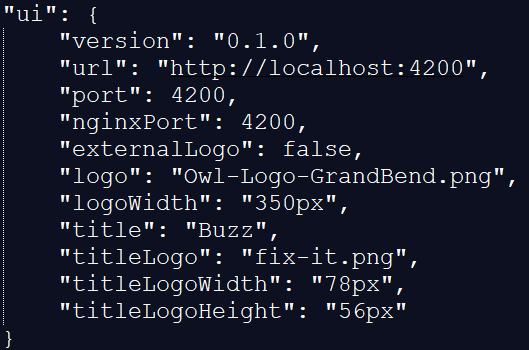 "ui": {
"version": "0.1.0",
"url": "http://localhost:4200",
"port": 4200,
"nginxPort": 4200,
"externalLogo": false,
"logo": "Owl-Logo-GrandBend.png",
"logoWidth": "350px",
"title": "Buzz",
"titleLogo": "fix-it.png",
"titleLogoWidth": "78px",
"titleLogoHeight": "56px"
}